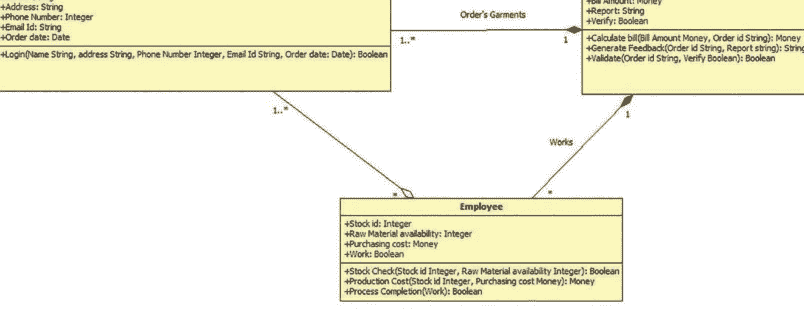 +Address: String
+Phone Number: Integer
+Email Id: String
+Order date: Date
+Login(Name String, address String, Phone Number Integer, Email Id String, Order date: Date): Boolean
Order's Garments
1..*
1
+Bill Amount: Money
+Report: String
+Verify: Boolean
+Calculate bill(Bill Amount Money, Order id String): Money
+Generate Feedback(Order id String, Report string): Strin
+Validate(Order id String, Verify Boolean): Boolean
1..*
*
Works
1
*
Employee
+Stock id: Integer
+Raw Material availability: Integer
+Purchasing cost: Money
+Work: Boolean
+Stock Check(Stock id Integer, Raw Material availability Integer): Boolean
+Production Cost(Stock id Integer, Purchasing cost Money): Money
+Process Completion(Work): Boolean